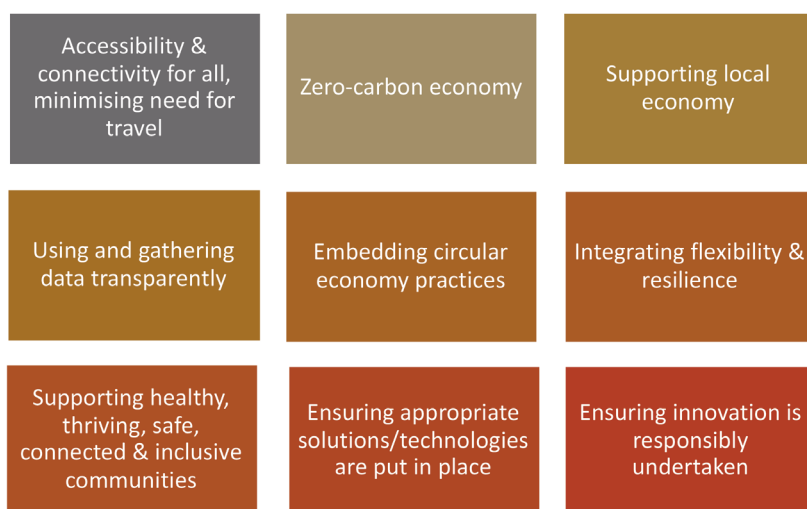 Accessibility &
connectivity for all,
minimising need for
travel
Zero-carbon economy
Supporting local
economy
Using and gathering
data transparently
Embedding circular
economy practices
Integrating flexibility &
resilience
Supporting healthy,
thriving, safe,
connected & inclusive
communities
Ensuring appropriate
solutions/technologies
are put in place
Ensuring innovation is
responsibly
undertaken